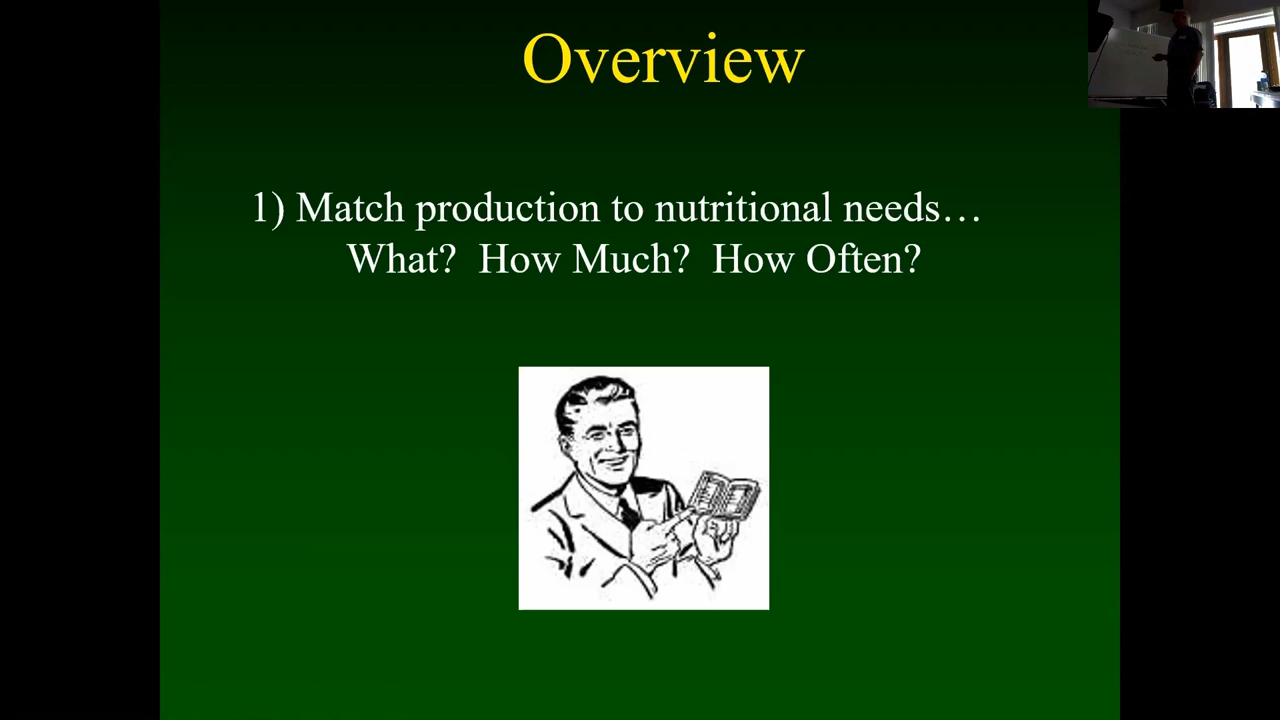 Overview
1) Match production to nutritional needs…
What? How Much? How Often?